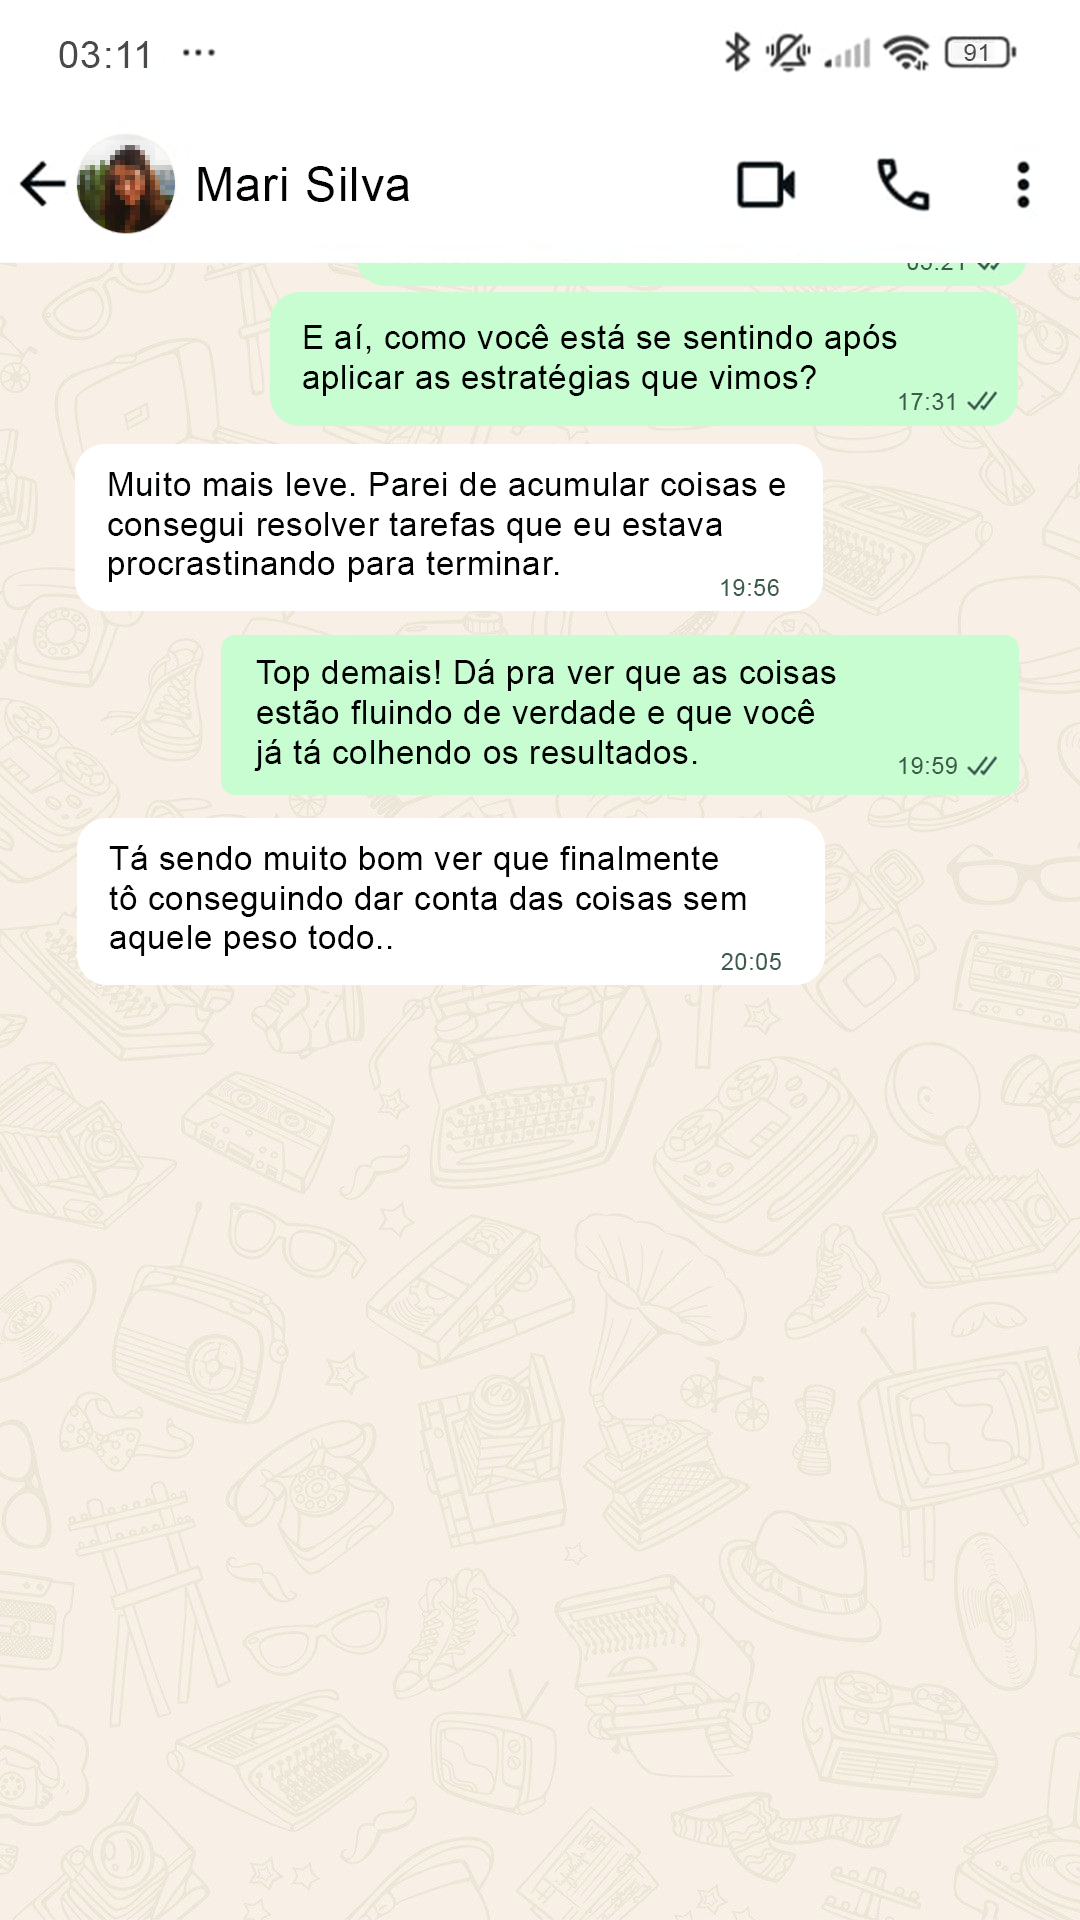 03:11 ...
91
Mari Silva
E aí, como você está se sentindo após
aplicar as estratégias que vimos?
17:31
Muito mais leve. Parei de acumular coisas e
consegui resolver tarefas que eu estava
procrastinando para terminar.
19:56
Top demais! Dá pra ver que as coisas
estão fluindo de verdade e que você
já tá colhendo os resultados.
19:59
Tá sendo muito bom ver que finalmente
tô conseguindo dar conta das coisas sem
aquele peso todo..
20:05